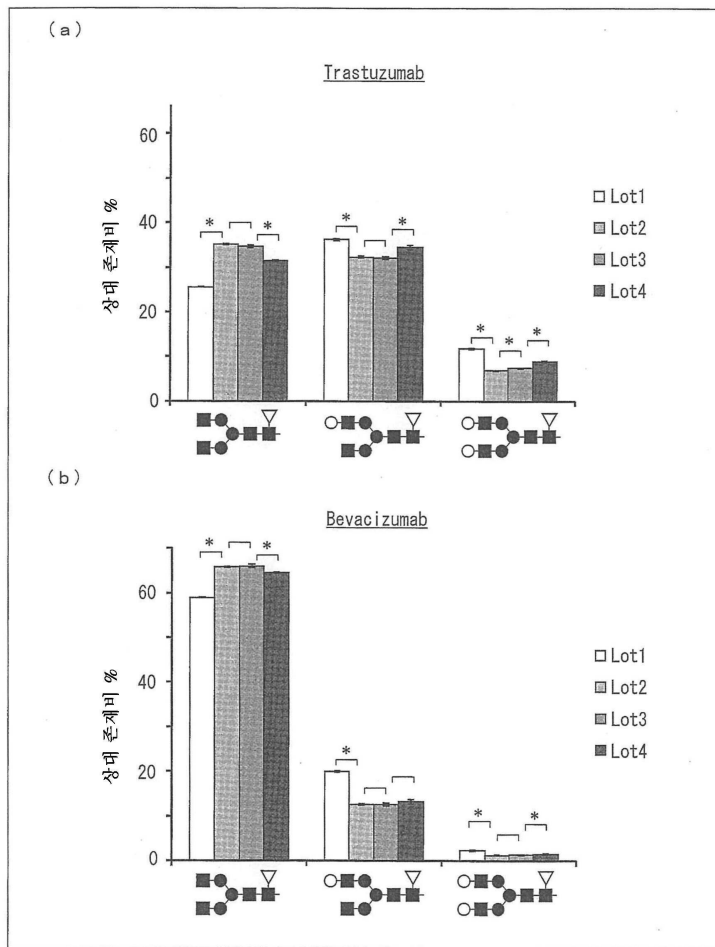 (a)
Trastuzumab
상대 존재비 %
60
40
20
0
* * * * * * *
Lot1
Lot2
Lot3
Lot4
(b)
Bevacizumab
상대 존재비 %
60
40
20
0
* * * * *
Lot1
Lot2
Lot3
Lot4